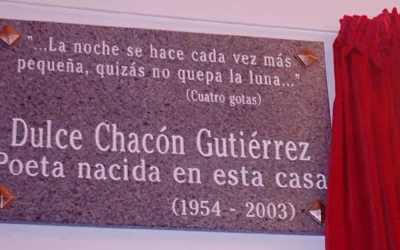 "...La noche se hace cada vez más
pequeña, quizás no quepa la luna..."
(Cuatro gotas)
Dulce Chacón Gutiérrez
Poeta nacida en esta casa
(1954 - 2003)